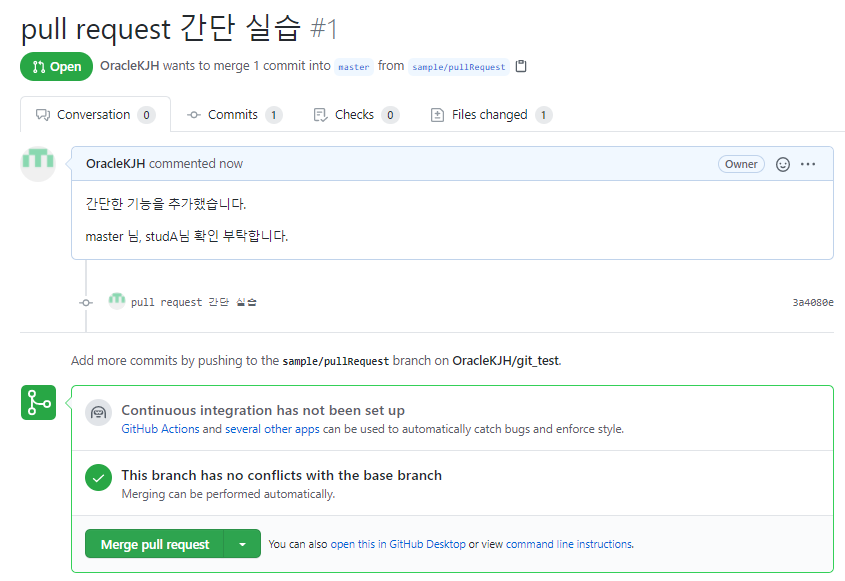 pull request 간단 실습 #1
Open OracleKJH wants to merge 1 commit into master from sample/pullRequest
Conversation 0 Commits 1 Checks 0 Files changed 1
OracleKJH commented now Owner
간단한 기능을 추가했습니다.
master 님, studA님 확인 부탁합니다.
pull request 간단 실습 3a4080e
Add more commits by pushing to the sample/pullRequest branch on OracleKJH/git_test.
Continuous integration has not been set up
GitHub Actions and several other apps can be used to automatically catch bugs and enforce style.
This branch has no conflicts with the base branch
Merging can be performed automatically.
Merge pull request You can also open this in GitHub Desktop or view command line instructions.